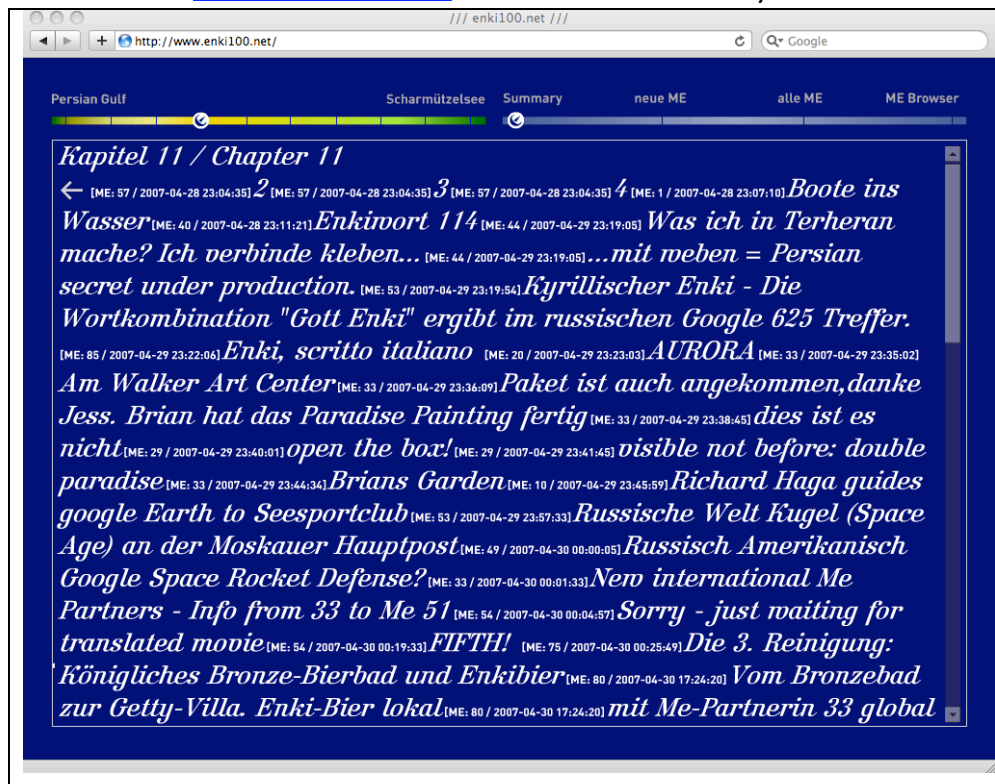 /// enki100.net ///
http://www.enki100.net/
Google
Persian Gulf Scharmützelsee Summary neue ME alle ME ME Browser
Kapitel 11 / Chapter 11
← [ME: 57 / 2007-04-28 23:04:35] 2 [ME: 57 / 2007-04-28 23:04:35] 3 [ME: 57 / 2007-04-28 23:04:35] 4 [ME: 1 / 2007-04-28 23:07:10] Boote ins
Wasser [ME: 40 / 2007-04-28 23:11:21] Enkiwort 114 [ME: 44 / 2007-04-29 23:19:05] Was ich in Terheran
mache? Ich verbinde kleben... [ME: 44 / 2007-04-29 23:19:05] ...mit weben = Persian
secret under production. [ME: 53 / 2007-04-29 23:19:54] Kyrillischer Enki - Die
Wortkombination "Gott Enki" ergibt im russischen Google 625 Treffer.
[ME: 85 / 2007-04-29 23:22:06] Enki, scritto italiano [ME: 20 / 2007-04-29 23:23:03] AURORA [ME: 33 / 2007-04-29 23:35:02]
Am Walker Art Center [ME: 33 / 2007-04-29 23:36:09] Paket ist auch angekommen,danke
Jess. Brian hat das Paradise Painting fertig [ME: 33 / 2007-04-29 23:38:45] dies ist es
nicht [ME: 29 / 2007-04-29 23:40:01] open the box! [ME: 29 / 2007-04-29 23:41:45] visible not before: double
paradise [ME: 33 / 2007-04-29 23:44:34] Brians Garden [ME: 10 / 2007-04-29 23:45:59] Richard Haga guides
google Earth to Seesportclub [ME: 53 / 2007-04-29 23:57:33] Russische Welt Kugel (Space
Age) an der Moskauer Hauptpost [ME: 49 / 2007-04-30 00:00:05] Russisch Amerikanisch
Google Space Rocket Defense? [ME: 33 / 2007-04-30 00:01:33] New international Me
Partners - Info from 33 to Me 51 [ME: 54 / 2007-04-30 00:04:57] Sorry - just waiting for
translated movie [ME: 54 / 2007-04-30 00:19:33] FIFTH! [ME: 75 / 2007-04-30 00:25:49] Die 3. Reinigung:
Königliches Bronze-Bierbad und Enkibier [ME: 80 / 2007-04-30 17:24:20] Vom Bronzebad
zur Getty-Villa. Enki-Bier lokal [ME: 80 / 2007-04-30 17:24:20] mit Me-Partnerin 33 global